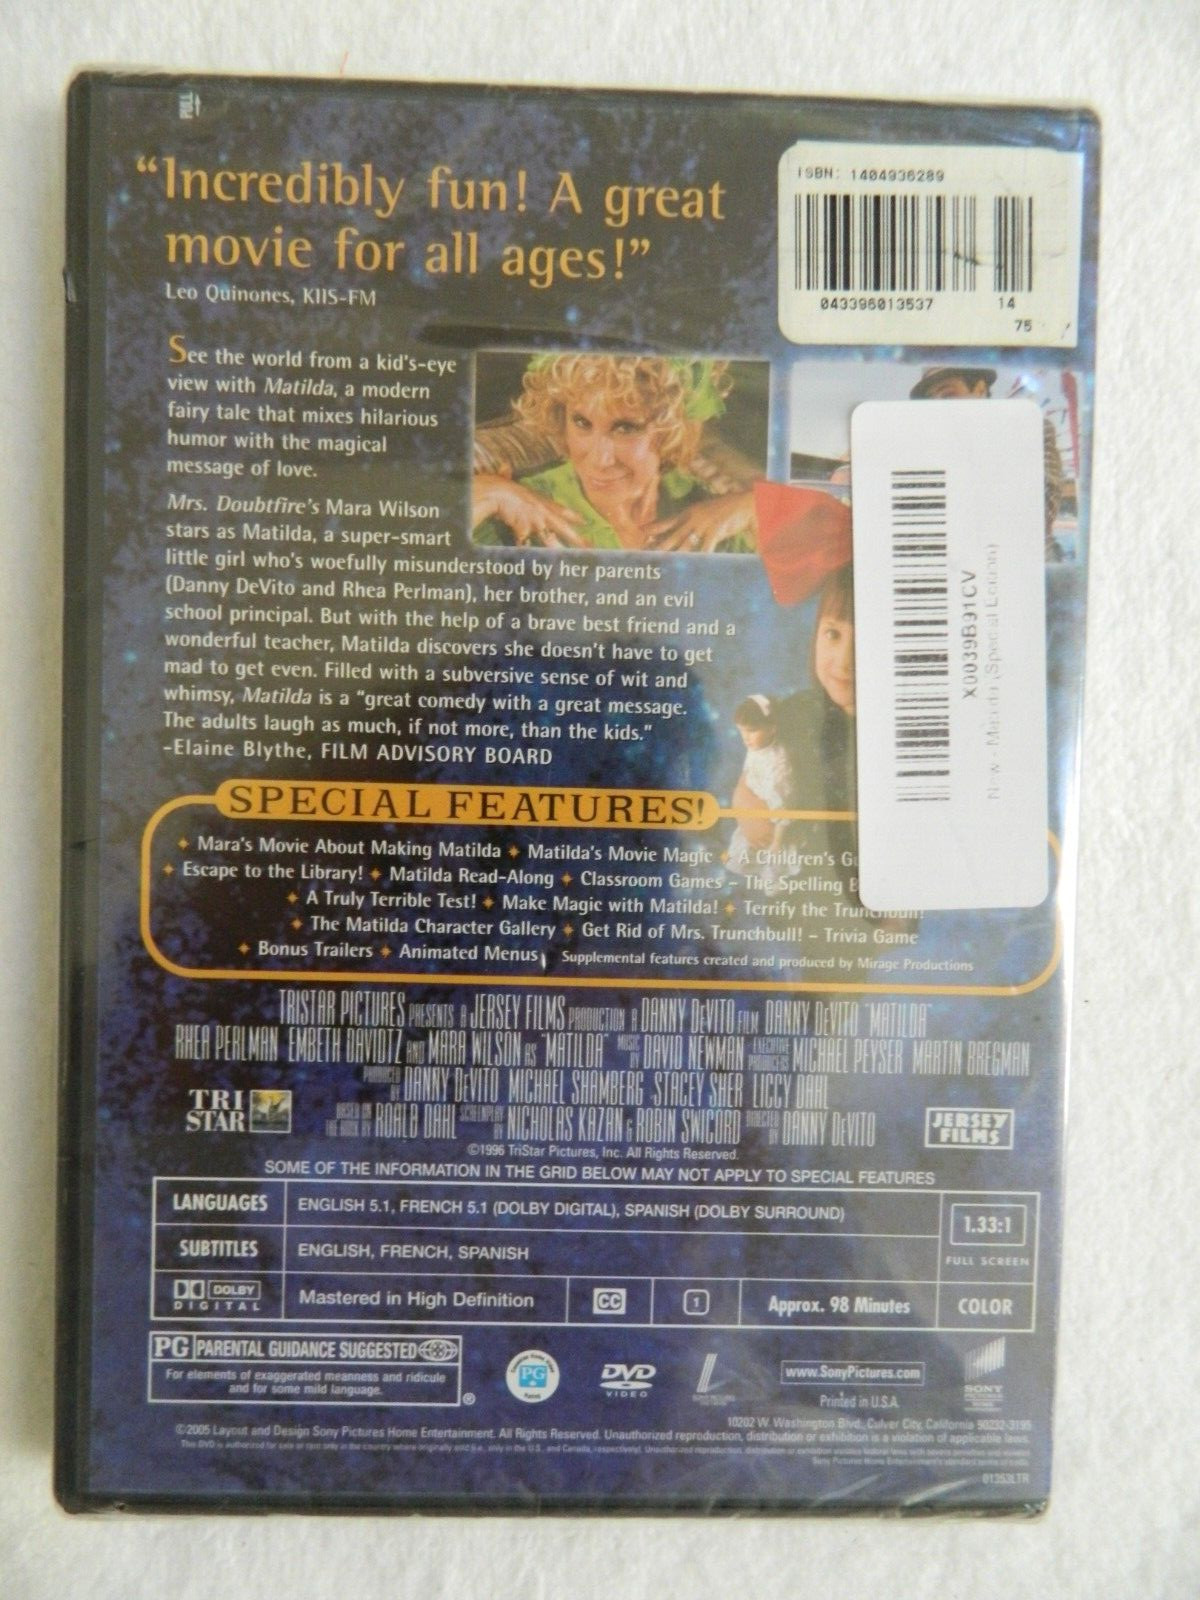 PULL
“Incredibly fun! A great
movie for all ages!”
Leo Quinones, KIIS-FM
ISBN: 1404936289
043396013537
14
75
See the world from a kid's-eye
view with Matilda, a modern
fairy tale that mixes hilarious
humor with the magical
message of love.
Mrs. Doubtfire's Mara Wilson
stars as Matilda, a super-smart
little girl who's woefully misunderstood by her parents
(Danny DeVito and Rhea Perlman), her brother, and an evil
school principal. But with the help of a brave best friend and a
wonderful teacher, Matilda discovers she doesn't have to get
mad to get even. Filled with a subversive sense of wit and
whimsy, Matilda is a “great comedy with a great message.
The adults laugh as much, if not more, than the kids.”
-Elaine Blythe, FILM ADVISORY BOARD
X0039B91CV
SPECIAL FEATURES!
Mara's Movie About Making Matilda ✦ Matilda's Movie Magic ✦ A Children's
Escape to the Library! ✦ Matilda Read-Along ✦ Classroom Games – The Spelling
A Truly Terrible Test! ✦ Make Magic with Matilda! ✦ Terrify the Trunchbull!
The Matilda Character Gallery ✦ Get Rid of Mrs. Trunchbull! – Trivia Game
Bonus Trailers ✦ Animated Menus Supplemental features created and produced by Mirage Productions
TRISTAR PICTURES PRESENTS A JERSEY FILMS PRODUCTION A DANNY DeVITO FILM DANNY DeVITO "MATILDA"
RHEA PERLMAN EMBETH DAVIDTZ AND MARA WILSON AS "MATILDA" MUSIC BY DAVID NEWMAN EXECUTIVE PRODUCERS MICHAEL PEYSER MARTIN BREGMAN
PRODUCED BY DANNY DeVITO MICHAEL SHAMBERG STACEY SHER LICCY DAHL
BASED ON THE BOOK BY ROALD DAHL SCREENPLAY BY NICHOLAS KAZAN & ROBIN SWICORD DIRECTED BY DANNY DeVITO
TRI
STAR
JERSEY
FILMS
©1996 TriStar Pictures, Inc. All Rights Reserved.
SOME OF THE INFORMATION IN THE GRID BELOW MAY NOT APPLY TO SPECIAL FEATURES
LANGUAGES ENGLISH 5.1, FRENCH 5.1 (DOLBY DIGITAL), SPANISH (DOLBY SURROUND)
1.33:1
FULL SCREEN
SUBTITLES ENGLISH, FRENCH, SPANISH
DOLBY
DIGITAL
Mastered in High Definition
CC
1
Approx. 98 Minutes
COLOR
PG PARENTAL GUIDANCE SUGGESTED
For elements of exaggerated meanness and ridicule
and for some mild language.
®
PG
DVD
VIDEO
www.SonyPictures.com
Printed in U.S.A.
SONY
PICTURES
10202 W. Washington Blvd., Culver City, California 90232-3195
©2005 Layout and Design Sony Pictures Home Entertainment. All Rights Reserved. Unauthorized reproduction, distribution or exhibition is a violation of applicable laws.
01353LTR